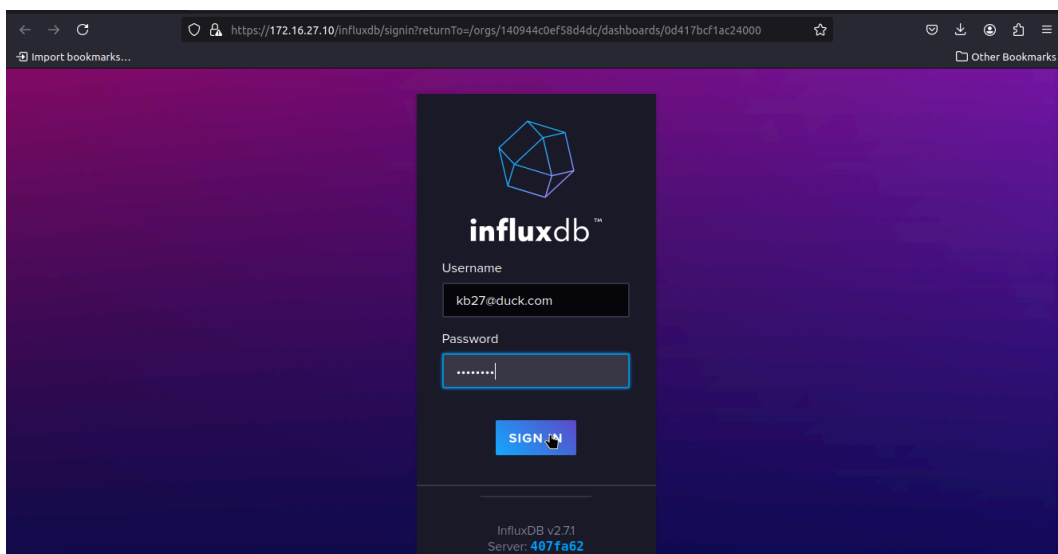 https://172.16.27.10/influxdb/signin?returnTo=/orgs/140944c0ef58d4dc/dashboards/0d417bcf1ac24000
Import bookmarks...
Other Bookmarks
influxdb™
Username
kb27@duck.com
Password
••••••••
SIGN IN
InfluxDB v2.7.1
Server: 407fa62